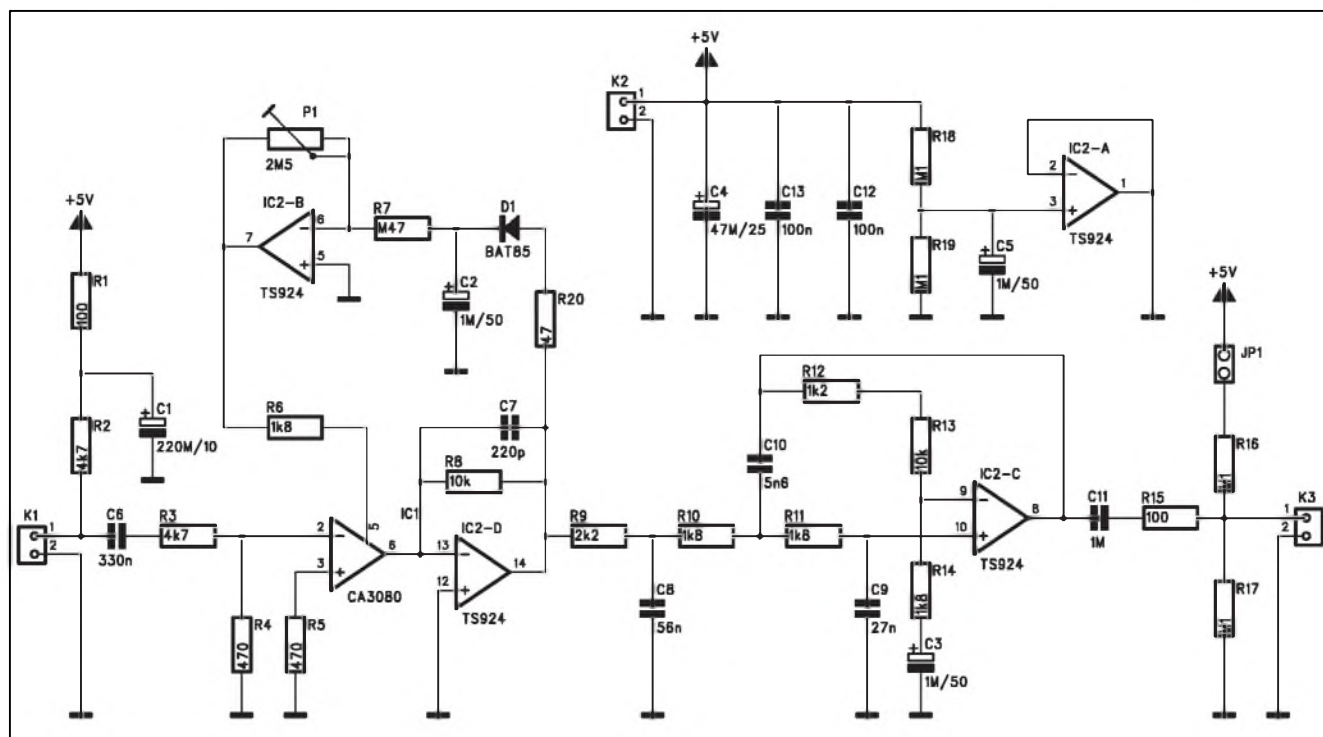 +5V
K2
1
2
P1
2M5
R18
M1
IC2-A
2
3
1
TS924
C4
47M/25
C13
100n
C12
100n
R19
M1
C5
1M/50
+5V
IC2-B
7
6
5
TS924
R7
M47
D1
BAT85
C2
1M/50
R20
47
R1
100
R2
4k7
C1
220M/10
R6
1k8
C7
220p
R8
10k
R12
1k2
R13
10k
C10
5n6
+5V
JP1
R16
M1
K1
1
2
C6
330n
R3
4k7
2
3
5
6
IC1
CA3080
IC2-D
13
12
14
TS924
R9
2k2
R10
1k8
R11
1k8
IC2-C
9
10
8
TS924
C11
1M
R15
100
K3
1
2
R4
470
R5
470
C8
56n
C9
27n
R14
1k8
C3
1M/50
R17
M1